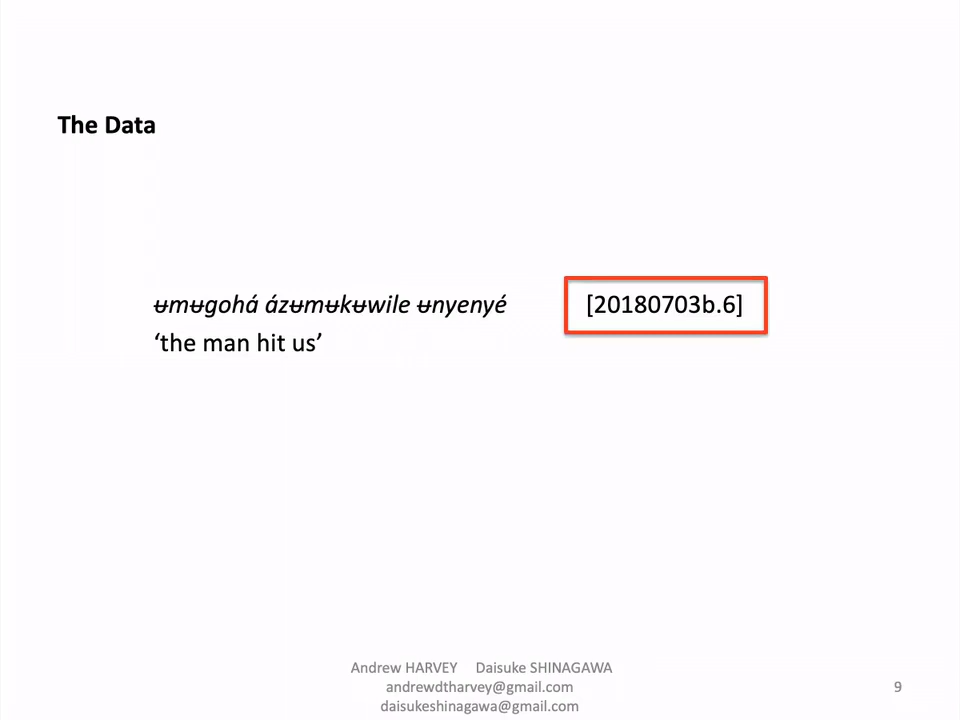 The Data
ʉmʉgohá ázʉmʉkʉwile ʉnyenyé [20180703b.6]
‘the man hit us’
Andrew HARVEY Daisuke SHINAGAWA
andrewdtharvey@gmail.com
9
daisukeshinagawa@gmail.com